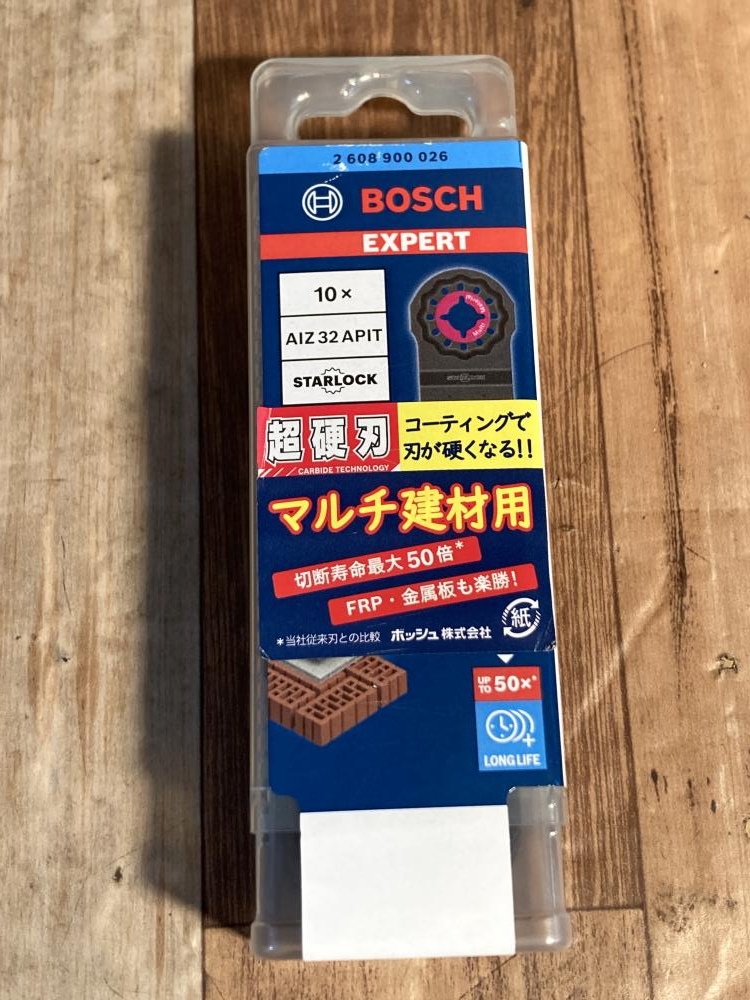 2 608 900 026
BOSCH
EXPERT
10 ×
AIZ 32 APIT
STARLOCK
STARLOCK
超硬刃
CARBIDE TECHNOLOGY
コーティングで
刃が硬くなる!!
マルチ建材用
切断寿命最大50倍*
FRP・金属板も楽勝!
*当社従来刃との比較 ボッシュ株式会社
紙
UP TO 50×*
LONG LIFE